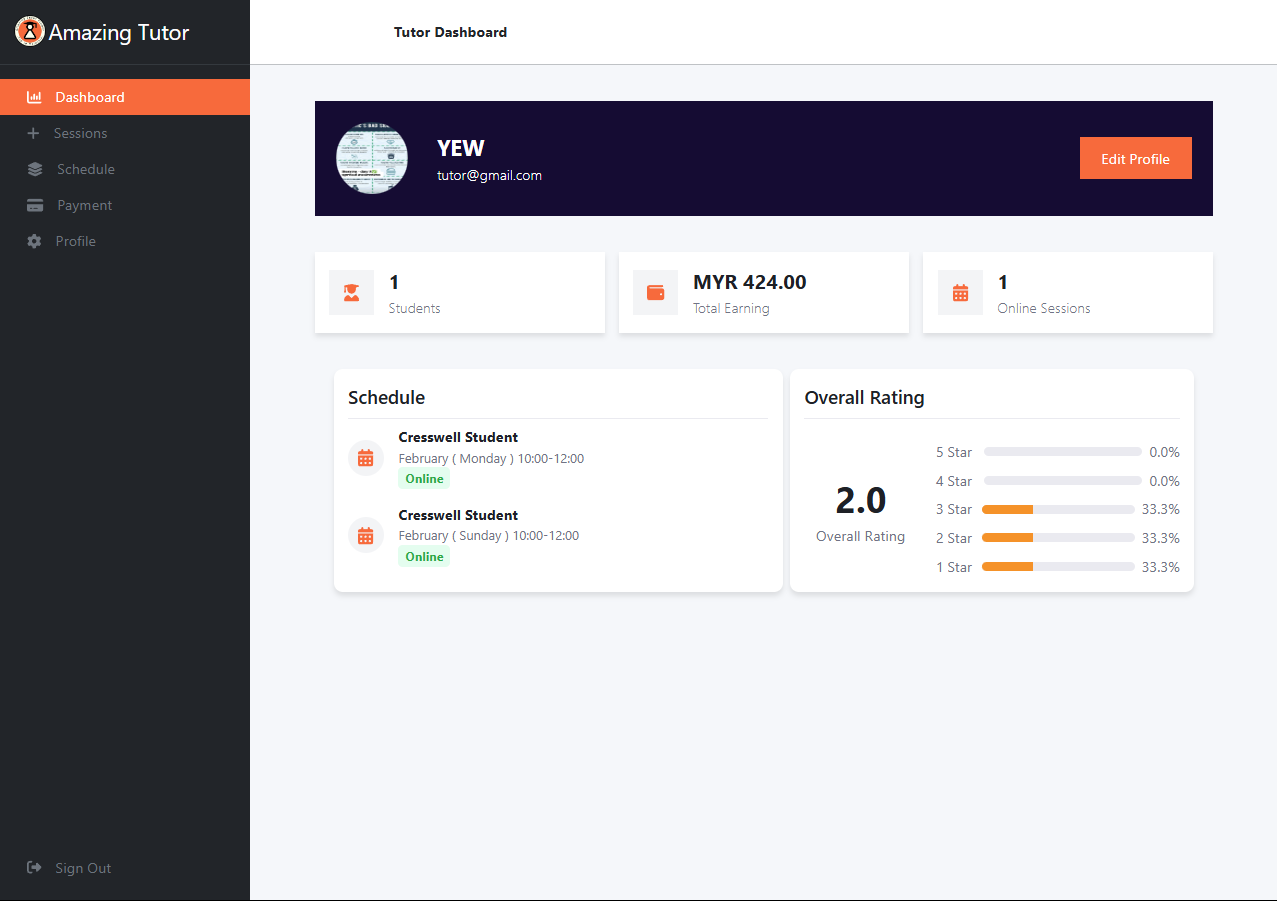 Amazing Tutor
Tutor Dashboard
Dashboard
Sessions
Schedule
Payment
Profile
Sign Out
YEW
tutor@gmail.com
Edit Profile
1
Students
MYR 424.00
Total Earning
1
Online Sessions
Schedule
Cresswell Student
February ( Monday ) 10:00-12:00
Online
Cresswell Student
February ( Sunday ) 10:00-12:00
Online
Overall Rating
2.0
Overall Rating
5 Star 0.0%
4 Star 0.0%
3 Star 33.3%
2 Star 33.3%
1 Star 33.3%